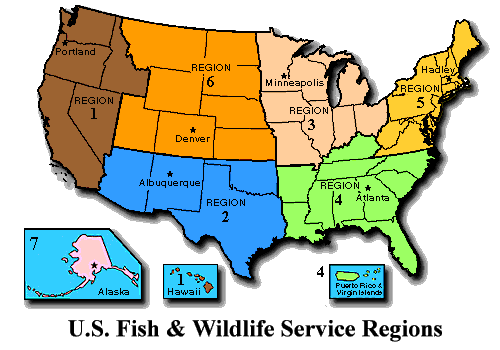 Portland
REGION
1
REGION
6
Denver
Minneapolis
REGION
3
Hadley
REGION
5
Albuquerque
REGION
2
REGION
4
Atlanta
7
Alaska
1
Hawaii
4
Puerto Rico &
Virgin Islands
U.S. Fish & Wildlife Service Regions